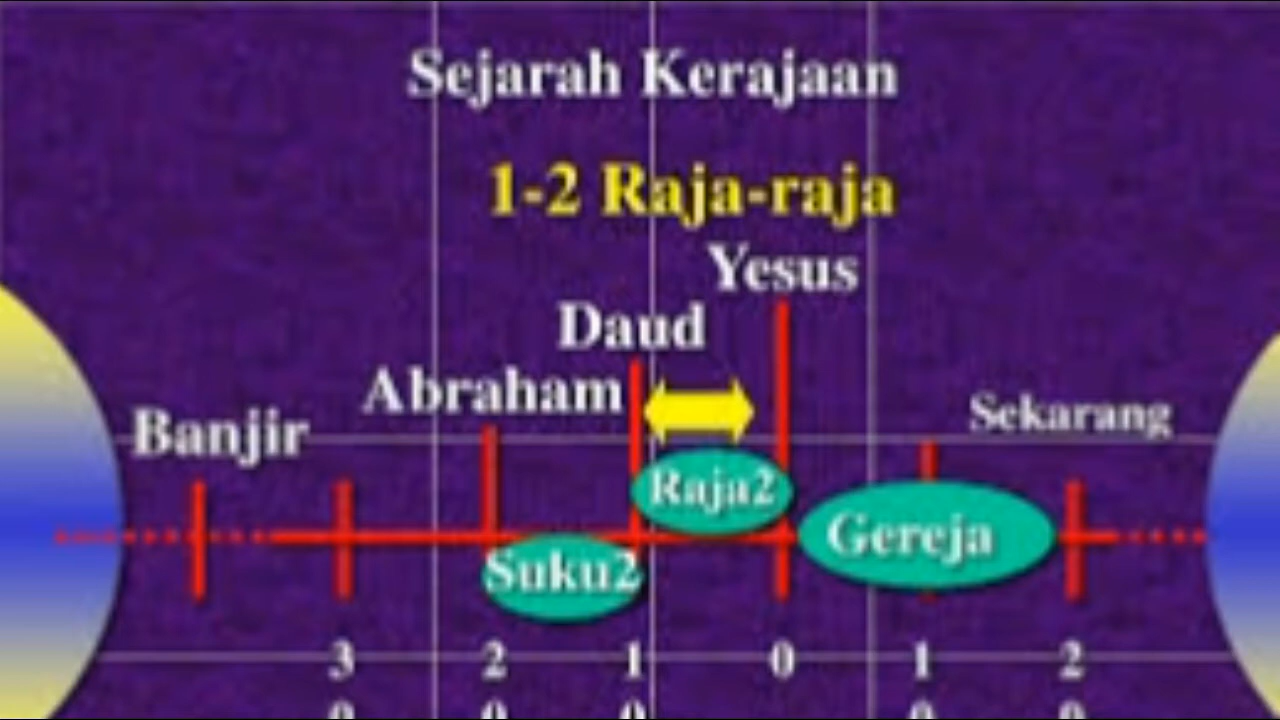 Sejarah Kerajaan
1-2 Raja-raja
Yesus
Daud
Abraham
Banjir
Sekarang
Raja2
Gereja
Suku2
3 2 1 0 1 2